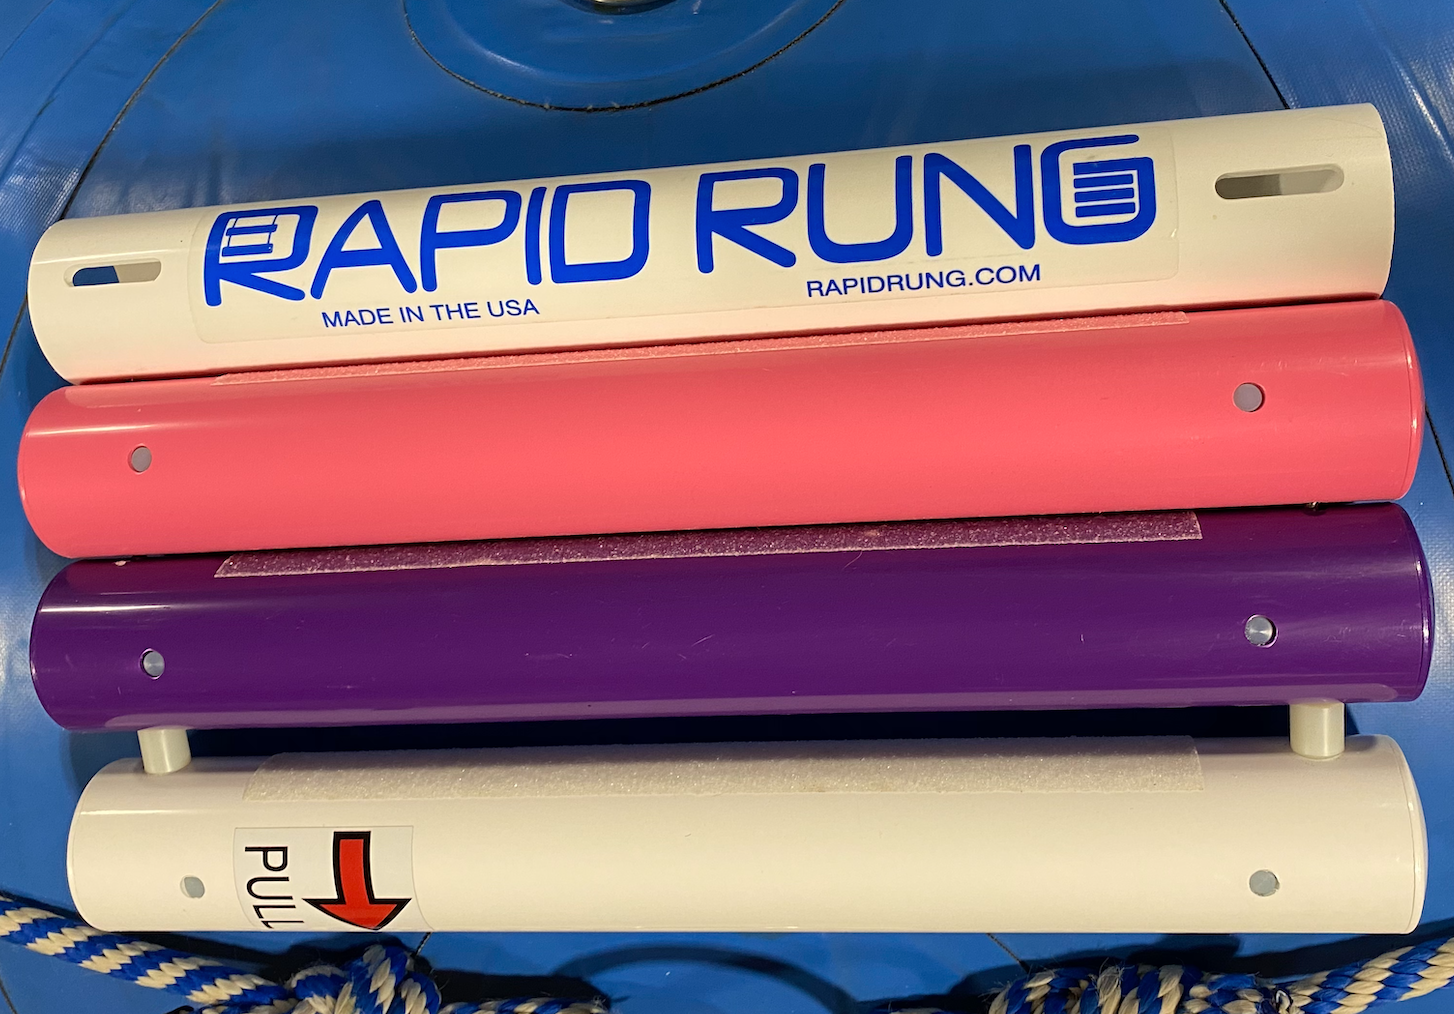 RAPID RUNG
MADE IN THE USA
RAPIDRUNG.COM
PULL